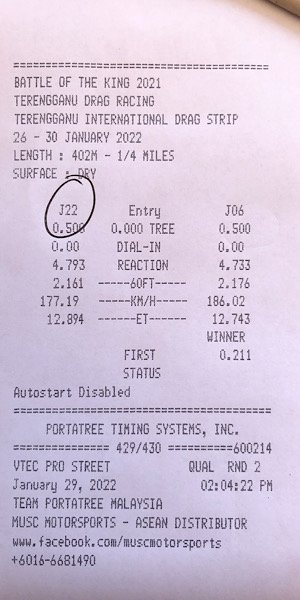 ==================================
BATTLE OF THE KING 2021
TERENGGANU DRAG RACING
TERENGGANU INTERNATIONAL DRAG STRIP
26 - 30 JANUARY 2022
LENGTH : 402M - 1/4 MILES
SURFACE : DRY
J22 Entry J06
0.500 0.000 TREE 0.500
0.00 DIAL-IN 0.00
4.793 REACTION 4.733
2.161 -----60FT----- 2.176
177.19 -----KM/H----- 186.02
12.894 ------ET------ 12.743
WINNER
FIRST 0.211
STATUS
Autostart Disabled
==================================
PORTATREE TIMING SYSTEMS, INC.
============= 429/430 ==========600214
VTEC PRO STREET QUAL RND 2
January 29, 2022 02:04:22 PM
TEAM PORTATREE MALAYSIA
MUSC MOTORSPORTS - ASEAN DISTRIBUTOR
www.facebook.com/muscmotorsports
+6016-6681490